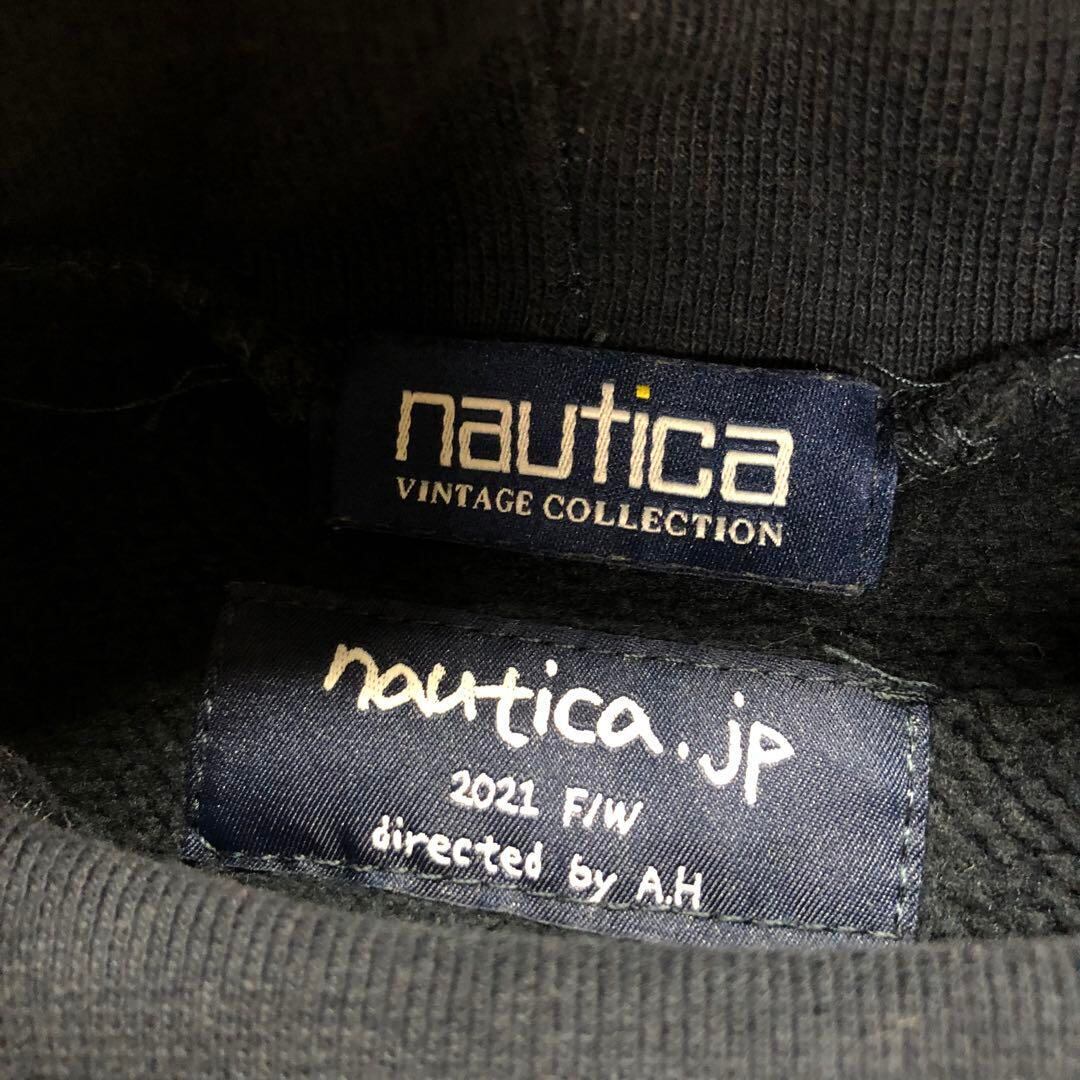 nautica
VINTAGE COLLECTION
nautica.jp
2021 F/W
directed by A.H